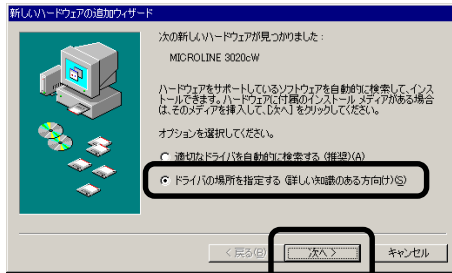 新しいハードウェアの追加ウィザード
次の新しいハードウェアが見つかりました：
MICROLINE 3020cW
ハードウェアをサポートしているソフトウェアを自動的に検索して、インス
トールできます。ハードウェアに付属のインストール メディアがある場合
は、そのメディアを挿入して、[次へ] をクリックしてください。
オプションを選択してください。
適切なドライバを自動的に検索する (推奨)(A)
ドライバの場所を指定する (詳しい知識のある方向け)(S)
< 戻る(B)
次へ >
キャンセル